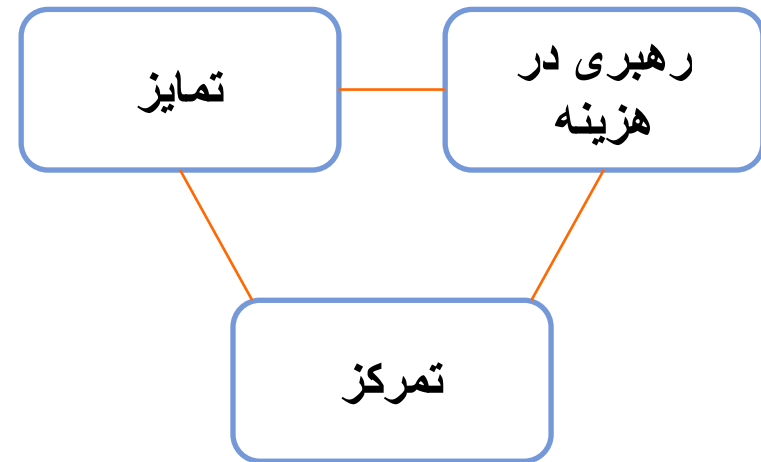 رهبری در
هزینه
تمایز
تمرکز